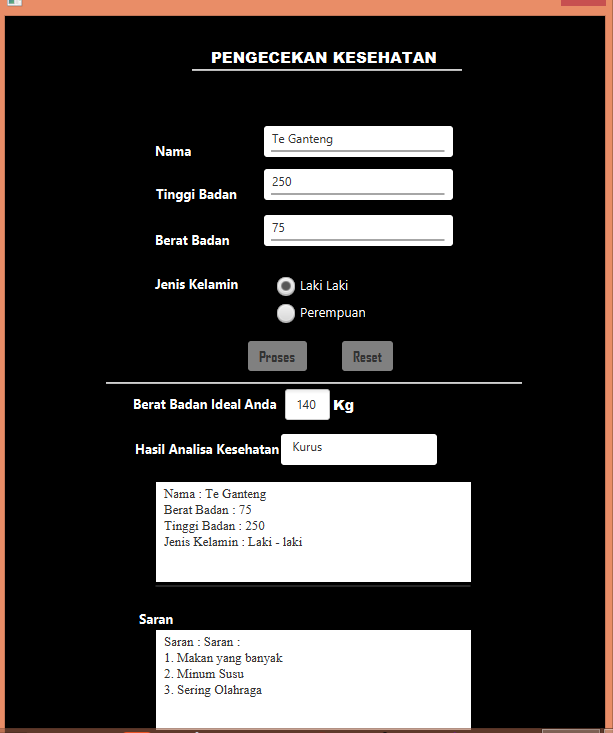 PENGECEKAN KESEHATAN
Nama Te Ganteng
Tinggi Badan 250
Berat Badan 75
Jenis Kelamin Laki Laki
Perempuan
Proses Reset
Berat Badan Ideal Anda 140 Kg
Hasil Analisa Kesehatan Kurus
Nama : Te Ganteng
Berat Badan : 75
Tinggi Badan : 250
Jenis Kelamin : Laki - laki
Saran
Saran : Saran :
1. Makan yang banyak
2. Minum Susu
3. Sering Olahraga